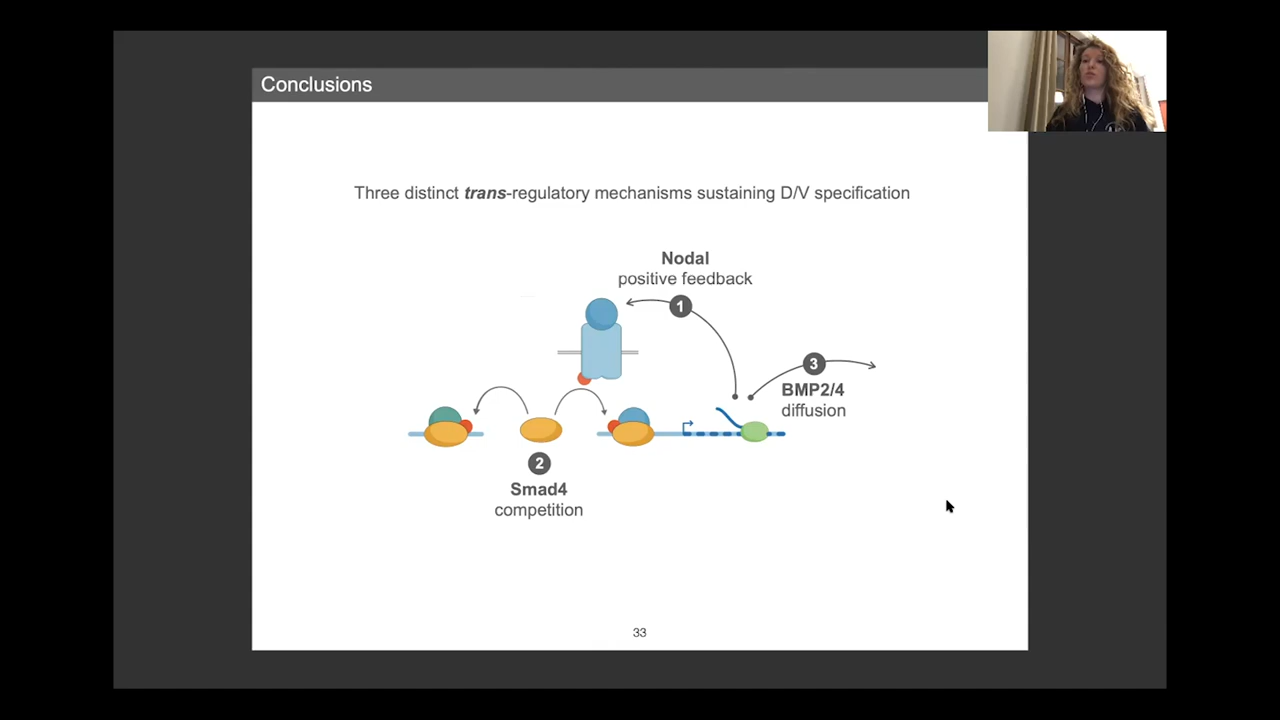 Conclusions
Three distinct trans-regulatory mechanisms sustaining D/V specification
Nodal
positive feedback
1
3
BMP2/4
diffusion
2
Smad4
competition
33